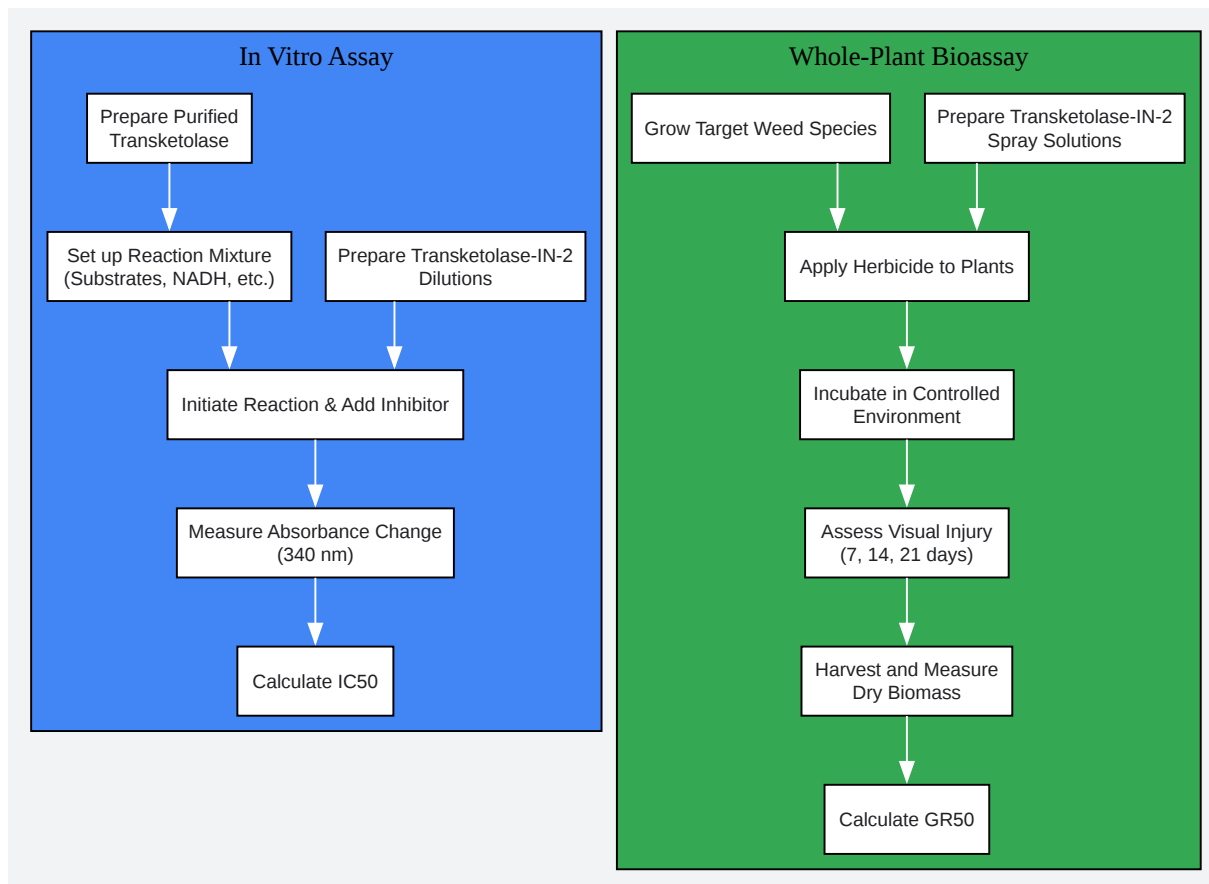 In Vitro Assay
Prepare Purified
Transketolase
Set up Reaction Mixture
(Substrates, NADH, etc.)
Prepare Transketolase-IN-2
Dilutions
Initiate Reaction & Add Inhibitor
Measure Absorbance Change
(340 nm)
Calculate IC50
Whole-Plant Bioassay
Grow Target Weed Species
Prepare Transketolase-IN-2
Spray Solutions
Apply Herbicide to Plants
Incubate in Controlled
Environment
Assess Visual Injury
(7, 14, 21 days)
Harvest and Measure
Dry Biomass
Calculate GR50